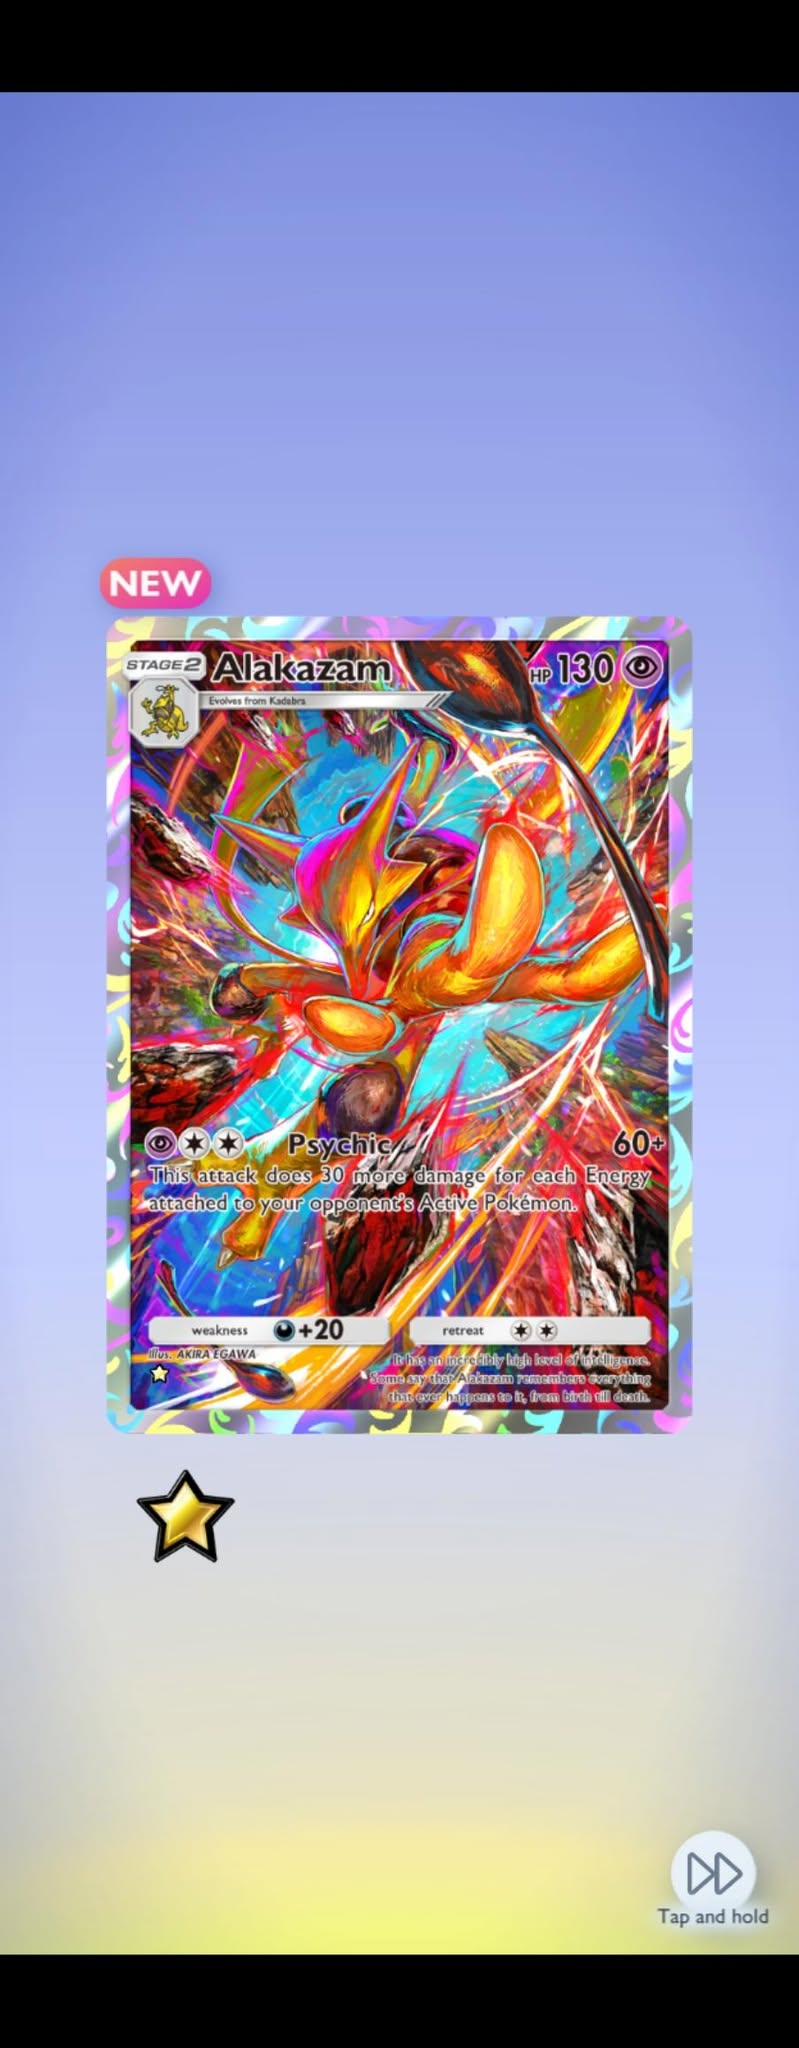 NEW
STAGE2 Alakazam HP 130
Evolves from Kadabra
Psychic 60+
This attack does 30 more damage for each Energy
attached to your opponent's Active Pokémon.
weakness +20 retreat
Illus. AKIRA EGAWA
It has an incredibly high level of intelligence.
Some say that Alakazam remembers everything
that ever happens to it, from birth till death.
Tap and hold